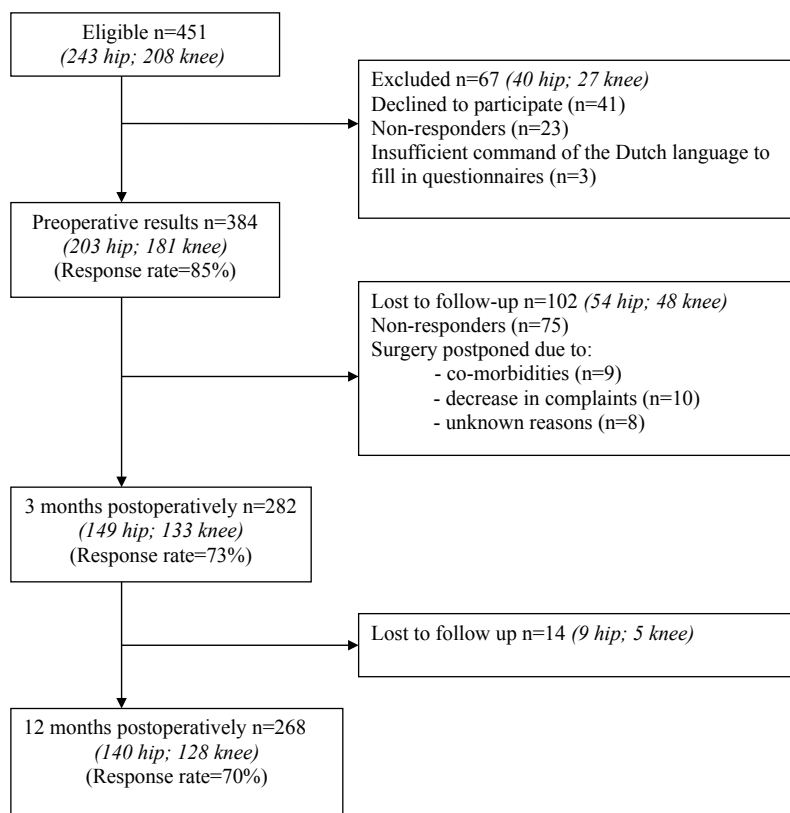 Eligible n=451
(243 hip; 208 knee)
Excluded n=67 (40 hip; 27 knee)
Declined to participate (n=41)
Non-responders (n=23)
Insufficient command of the Dutch language to
fill in questionnaires (n=3)
Preoperative results n=384
(203 hip; 181 knee)
(Response rate=85%)
Lost to follow-up n=102 (54 hip; 48 knee)
Non-responders (n=75)
Surgery postponed due to:
- co-morbidities (n=9)
- decrease in complaints (n=10)
- unknown reasons (n=8)
3 months postoperatively n=282
(149 hip; 133 knee)
(Response rate=73%)
Lost to follow up n=14 (9 hip; 5 knee)
12 months postoperatively n=268
(140 hip; 128 knee)
(Response rate=70%)